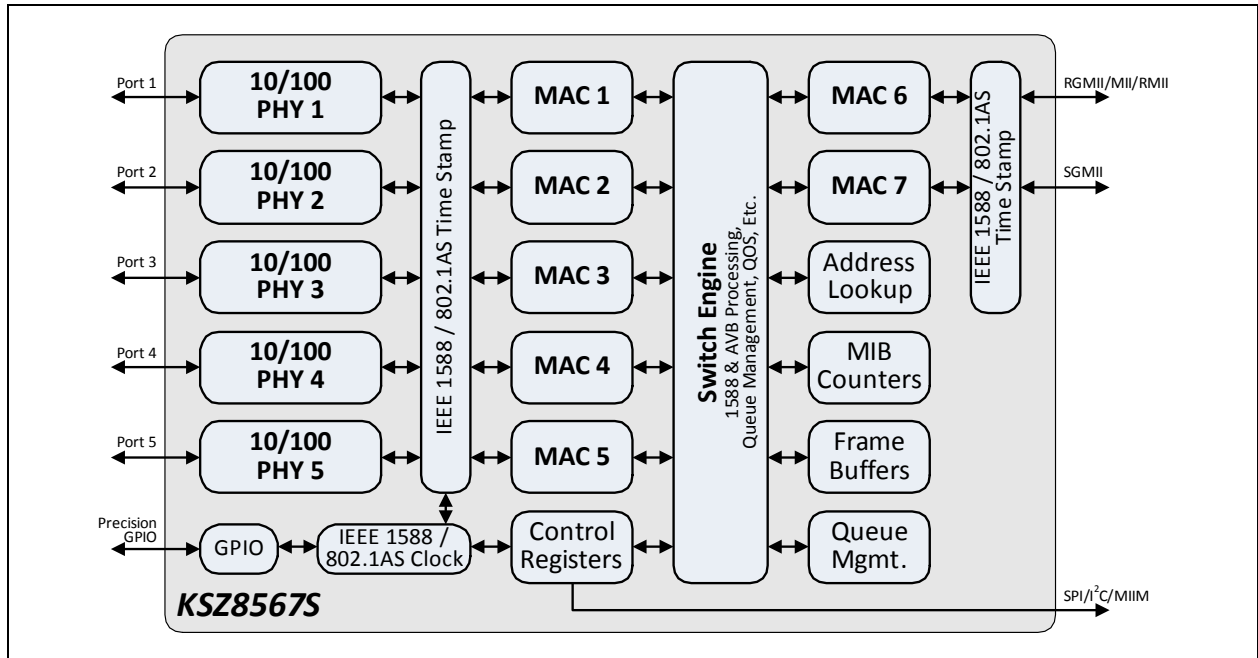 Port 1
10/100
PHY 1
MAC 1
MAC 6
RGMII/MII/RMII
Port 2
10/100
PHY 2
MAC 2
MAC 7
SGMII
Port 3
10/100
PHY 3
MAC 3
Address
Lookup
Port 4
10/100
PHY 4
MAC 4
MIB
Counters
Port 5
10/100
PHY 5
MAC 5
Frame
Buffers
IEEE 1588 / 802.1AS Time Stamp
Switch Engine
1588 & AVB Processing,
Queue Management, QOS, Etc.
IEEE 1588 / 802.1AS
Time Stamp
Precision
GPIO
GPIO
IEEE 1588 /
802.1AS Clock
Control
Registers
Queue
Mgmt.
KSZ8567S
SPI/I²C/MIIM